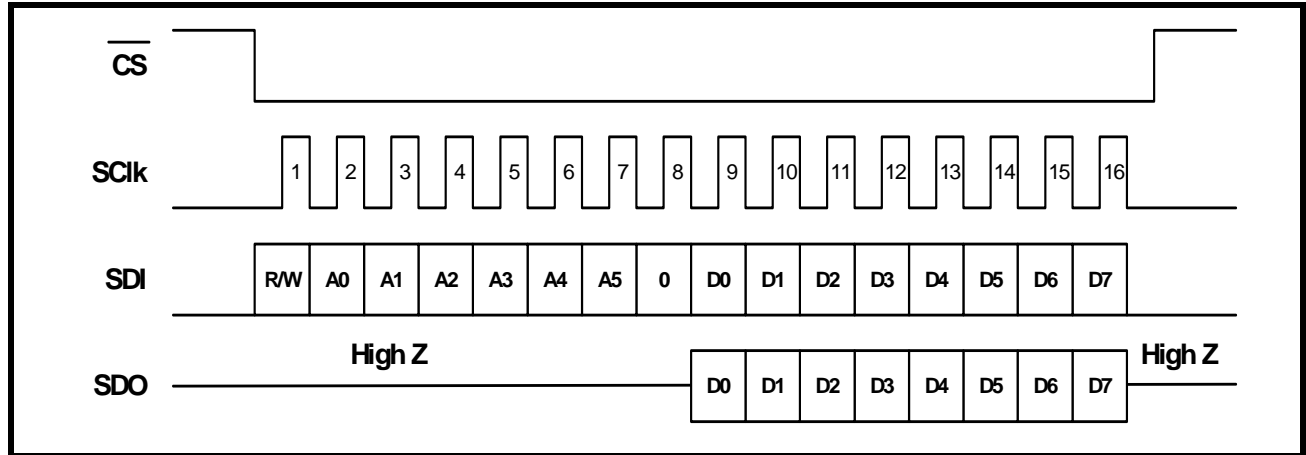 CS
SClk 1 2 3 4 5 6 7 8 9 10 11 12 13 14 15 16
SDI R/W A0 A1 A2 A3 A4 A5 0 D0 D1 D2 D3 D4 D5 D6 D7
High Z High Z
SDO D0 D1 D2 D3 D4 D5 D6 D7